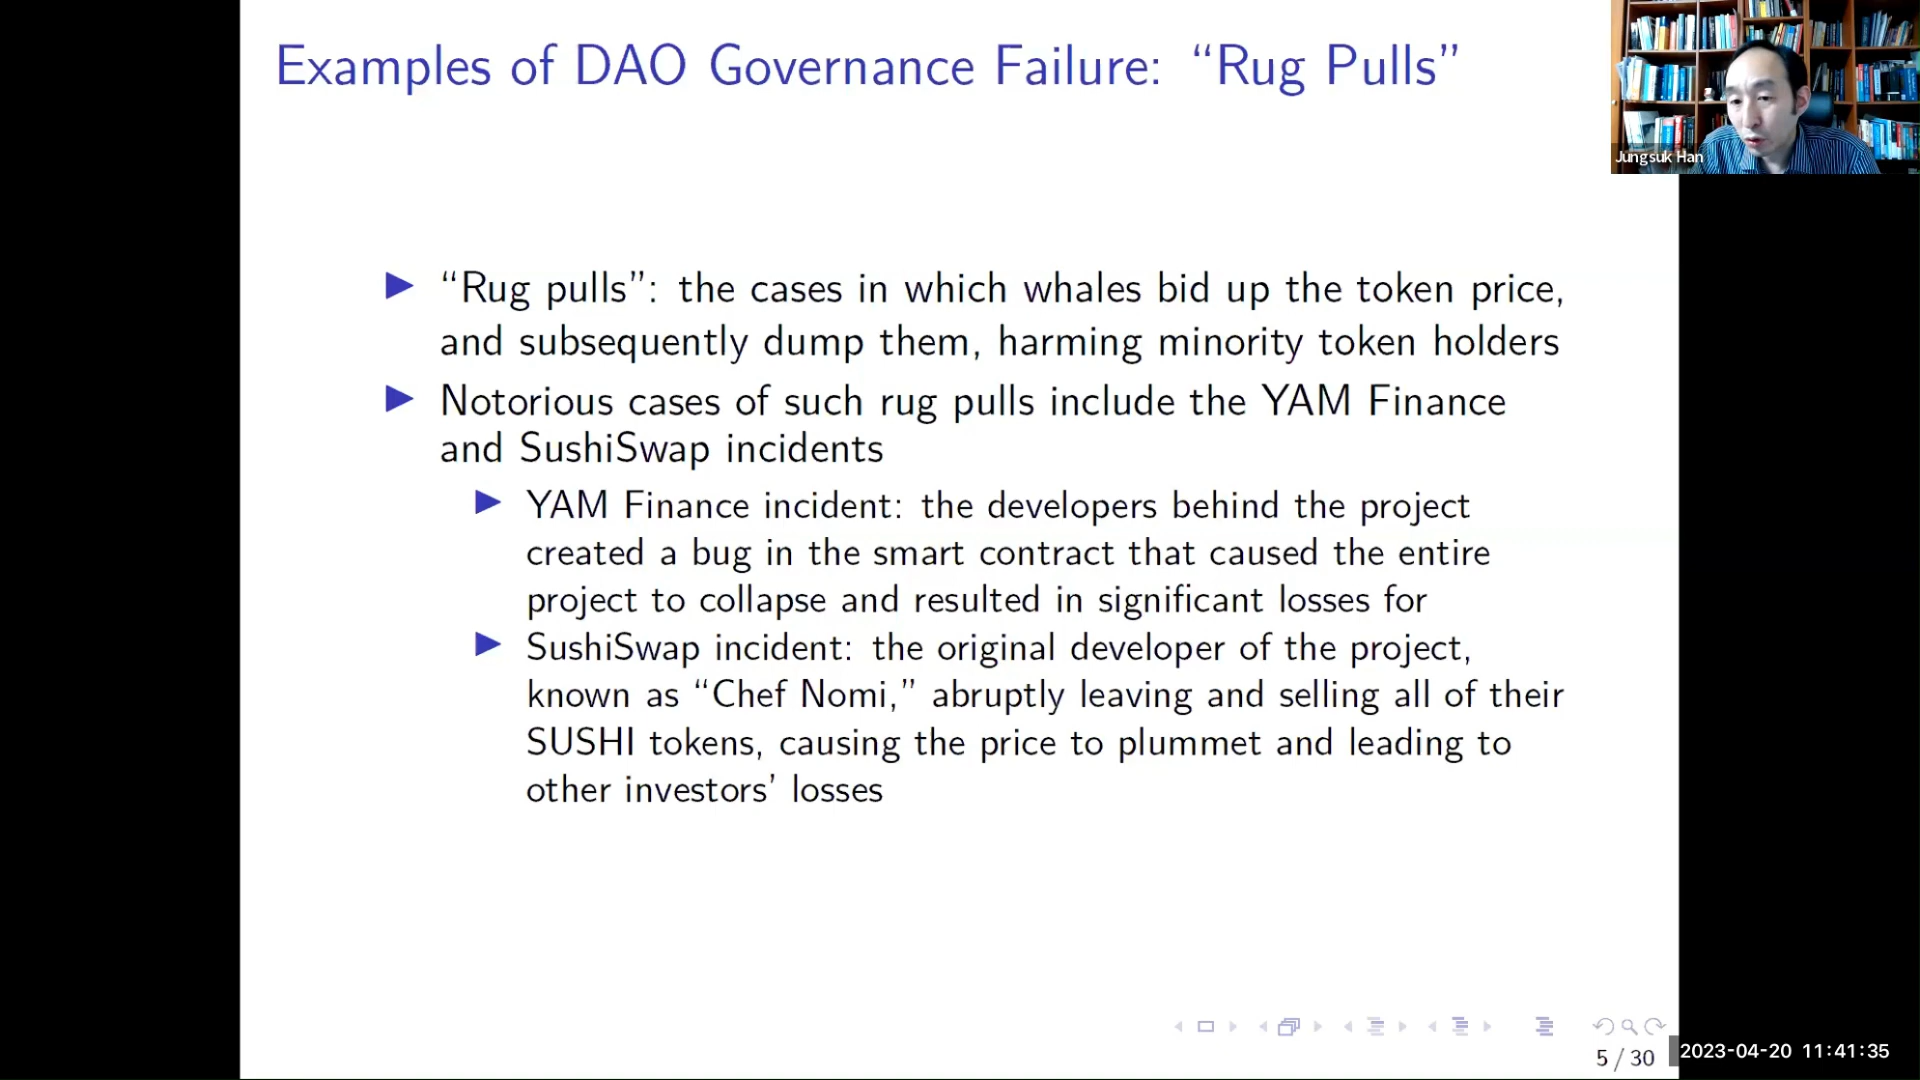 Examples of DAO Governance Failure: “Rug Pulls”
Jungsuk Han
“Rug pulls”: the cases in which whales bid up the token price,
and subsequently dump them, harming minority token holders
Notorious cases of such rug pulls include the YAM Finance
and SushiSwap incidents
YAM Finance incident: the developers behind the project
created a bug in the smart contract that caused the entire
project to collapse and resulted in significant losses for
SushiSwap incident: the original developer of the project,
known as “Chef Nomi,” abruptly leaving and selling all of their
SUSHI tokens, causing the price to plummet and leading to
other investors’ losses
5 / 30
2023-04-20 11:41:35